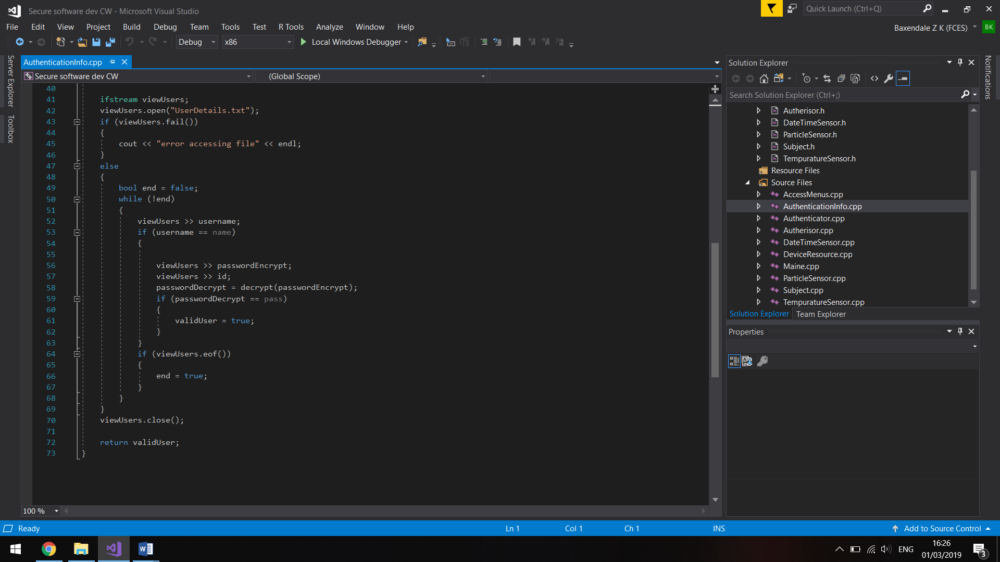 Secure software dev CW - Microsoft Visual Studio
Quick Launch (Ctrl+Q)
File Edit View Project Build Debug Team Tools Test R Tools Analyze Window Help
Baxendale Z K (FCES) BK
Debug x86 Local Windows Debugger
Server Explorer
Toolbox
AuthenticationInfo.cpp
Secure software dev CW (Global Scope)
40
41 ifstream viewUsers;
42 viewUsers.open("UserDetails.txt");
43 if (viewUsers.fail())
44 {
45 cout << "error accessing file" << endl;
46 }
47 else
48 {
49 bool end = false;
50 while (!end)
51 {
52 viewUsers >> username;
53 if (username == name)
54 {
55
56 viewUsers >> passwordEncrypt;
57 viewUsers >> id;
58 passwordDecrypt = decrypt(passwordEncrypt);
59 if (passwordDecrypt == pass)
60 {
61 validUser = true;
62 }
63 }
64 if (viewUsers.eof())
65 {
66 end = true;
67 }
68 }
69 }
70 viewUsers.close();
71
72 return validUser;
73 }
100 %
Solution Explorer
Search Solution Explorer (Ctrl+;)
Autherisor.h
DateTimeSensor.h
ParticleSensor.h
Subject.h
TempuratureSensor.h
Resource Files
Source Files
AccessMenus.cpp
AuthenticationInfo.cpp
Authenticator.cpp
Autherisor.cpp
DateTimeSensor.cpp
DeviceResource.cpp
Maine.cpp
ParticleSensor.cpp
Subject.cpp
TempuratureSensor.cpp
Solution Explorer Team Explorer
Properties
Notifications
Ready Ln 1 Col 1 Ch 1 INS Add to Source Control
ENG
16:26
01/03/2019
3